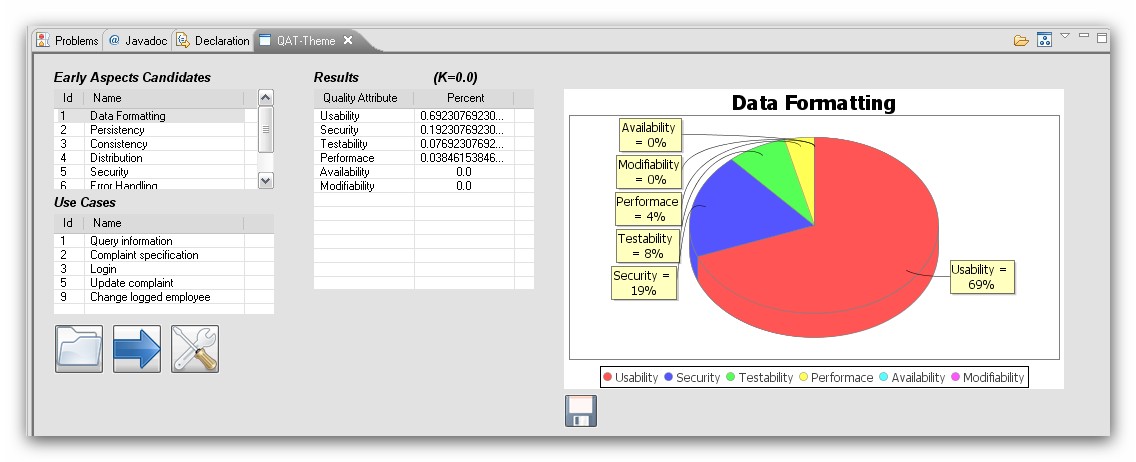 Problems @ Javadoc Declaration QAT-Theme
Early Aspects Candidates
Id Name
1 Data Formatting
2 Persistency
3 Consistency
4 Distribution
5 Security
6 Error Handling
Use Cases
Id Name
1 Query information
2 Complaint specification
3 Login
5 Update complaint
9 Change logged employee
Results (K=0.0)
Quality Attribute Percent
Usability 0.69230769230...
Security 0.19230769230...
Testability 0.07692307692...
Performace 0.03846153846...
Availability 0.0
Modifiability 0.0
Data Formatting
Availability
= 0%
Modifiability
= 0%
Performace
= 4%
Testability
= 8%
Security =
19%
Usability =
69%
Usability Security Testability Performace Availability Modifiability